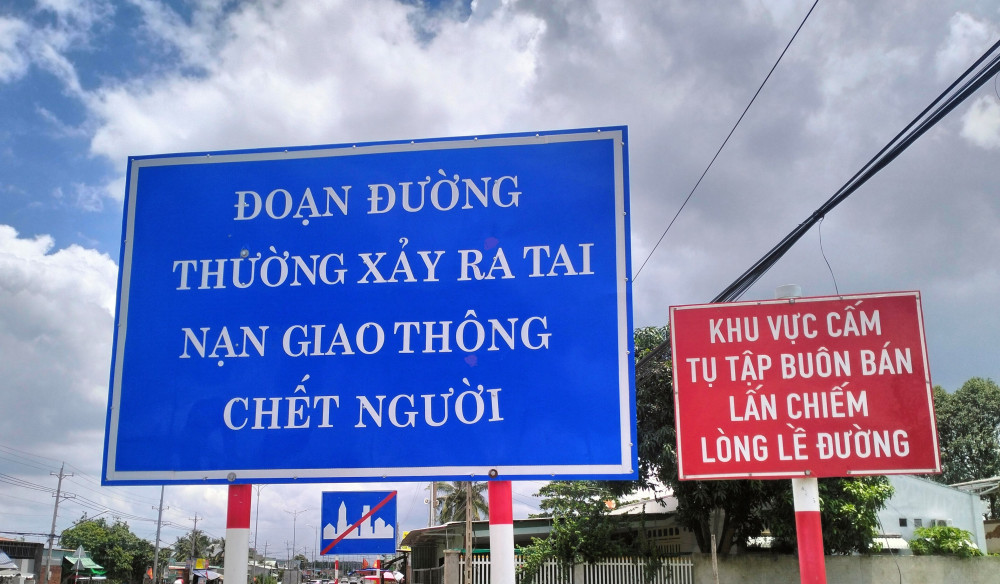 ĐOẠN ĐƯỜNG
THƯỜNG XẢY RA TAI
NẠN GIAO THÔNG
CHẾT NGƯỜI
KHU VỰC CẤM
TỤ TẬP BUÔN BÁN
LẤN CHIẾM
LÒNG LỀ ĐƯỜNG